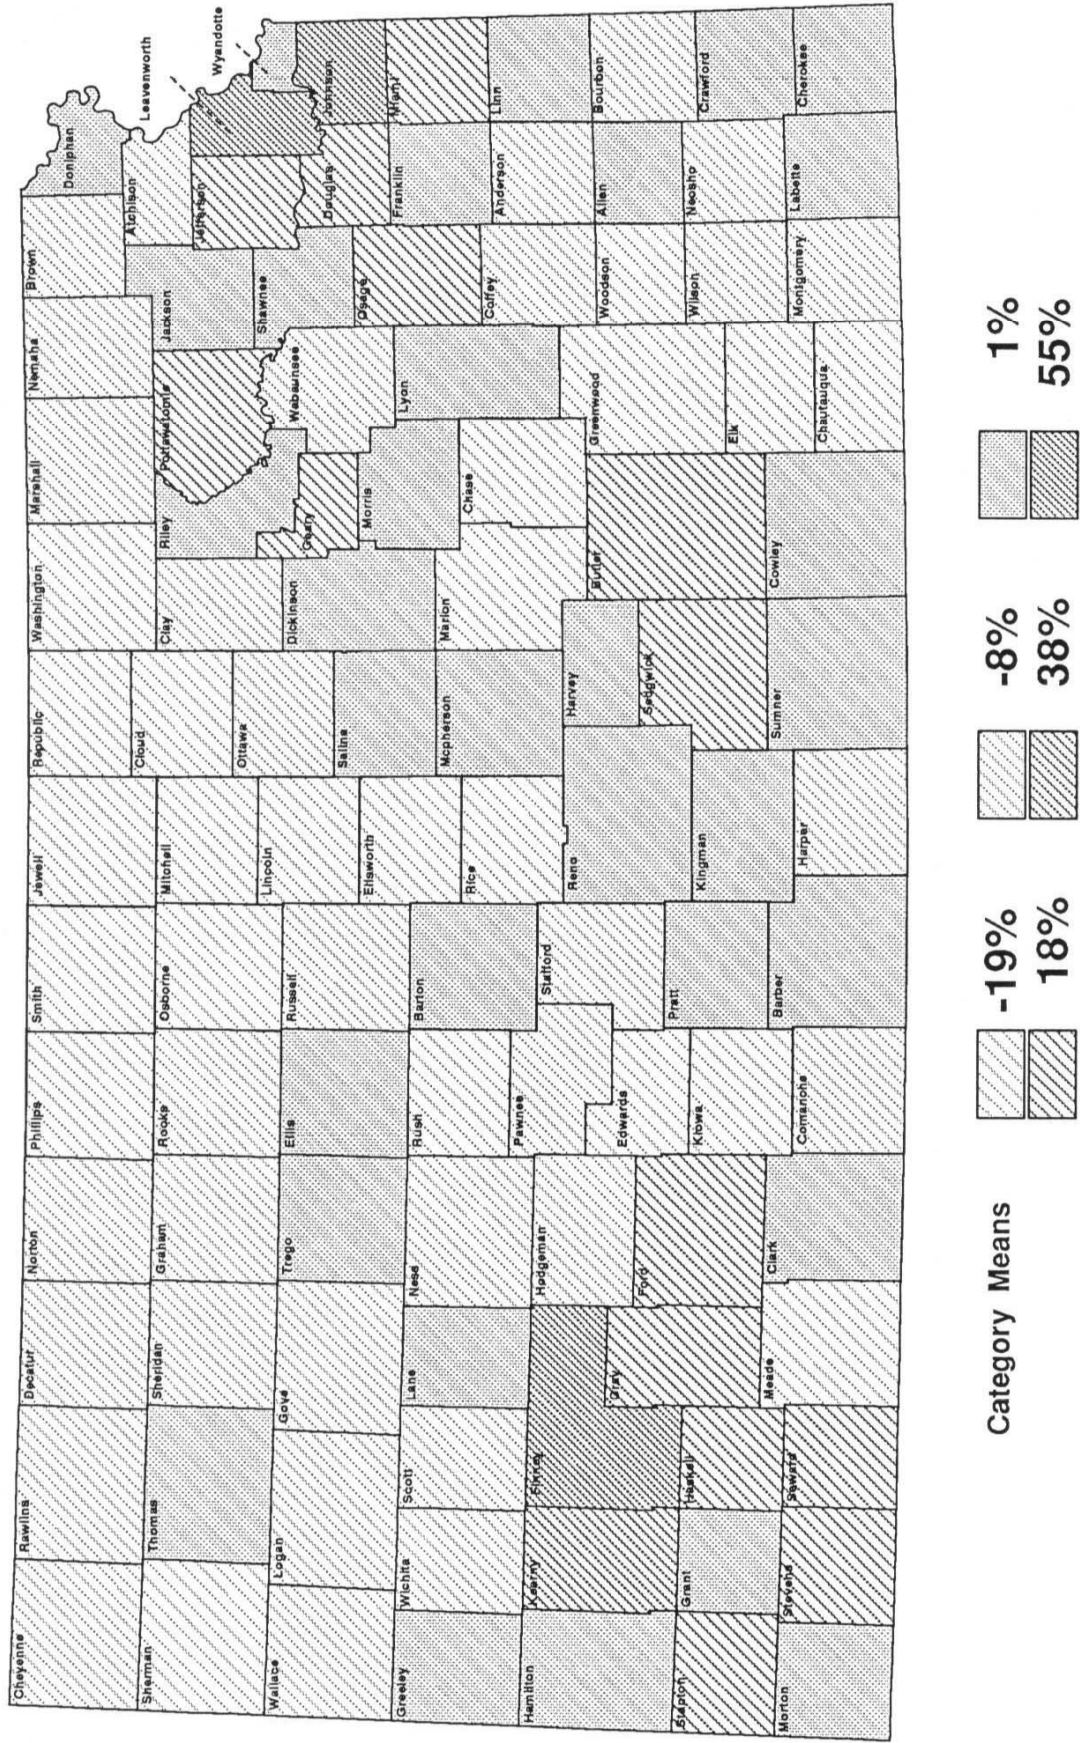 Cheyenne
Rawlins
Decatur
Norton
Phillips
Smith
Jewell
Republic
Washington
Marshall
Nemaha
Brown
Doniphan
Sherman
Thomas
Sheridan
Graham
Rooks
Osborne
Mitchell
Cloud
Clay
Riley
Pottawatomie
Jackson
Atchison
Leavenworth
Wallace
Logan
Gove
Trego
Ellis
Russell
Lincoln
Ottawa
Dickinson
Geary
Wabaunsee
Shawnee
Jefferson
Wyandotte
Greeley
Wichita
Scott
Lane
Ness
Rush
Barton
Ellsworth
Saline
Morris
Lyon
Osage
Douglas
Johnson
Hamilton
Kearny
Finney
Hodgeman
Pawnee
Stafford
Rice
Mcpherson
Marion
Chase
Coffey
Franklin
Miami
Gray
Ford
Edwards
Reno
Harvey
Butler
Greenwood
Woodson
Anderson
Linn
Stanton
Grant
Haskell
Kiowa
Pratt
Kingman
Sedgwick
Elk
Wilson
Allen
Bourbon
Morton
Stevens
Seward
Meade
Clark
Comanche
Barber
Harper
Sumner
Cowley
Chautauqua
Montgomery
Neosho
Labette
Crawford
Cherokee
Category Means
-19% -8% 1%
18% 38% 55%